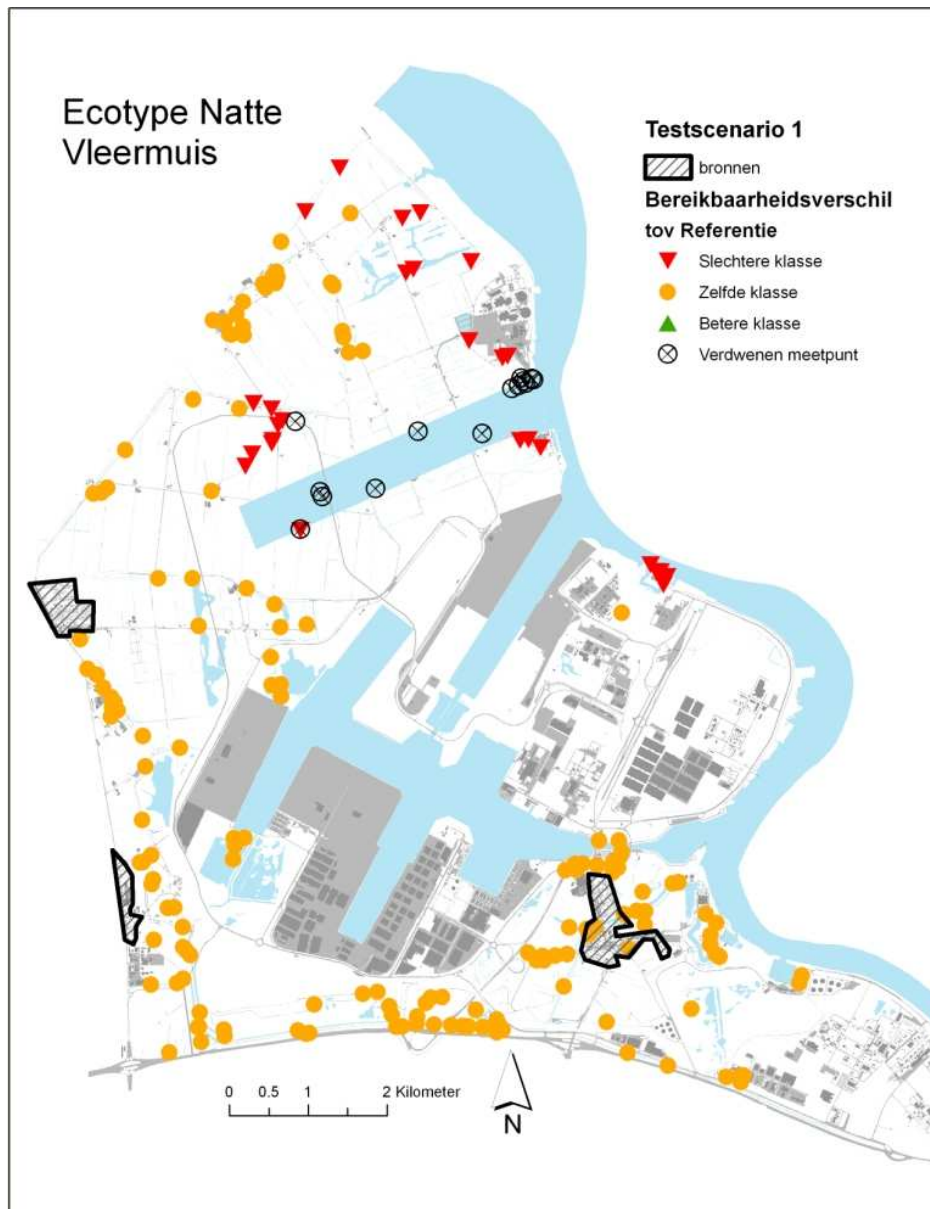 Ecotype Natte
Vleermuis
Testscenario 1
bronnen
Bereikbaarheidsverschil
tov Referentie
Slechtere klasse
Zelfde klasse
Betere klasse
Verdwenen meetpunt
0 0.5 1 2 Kilometer
N